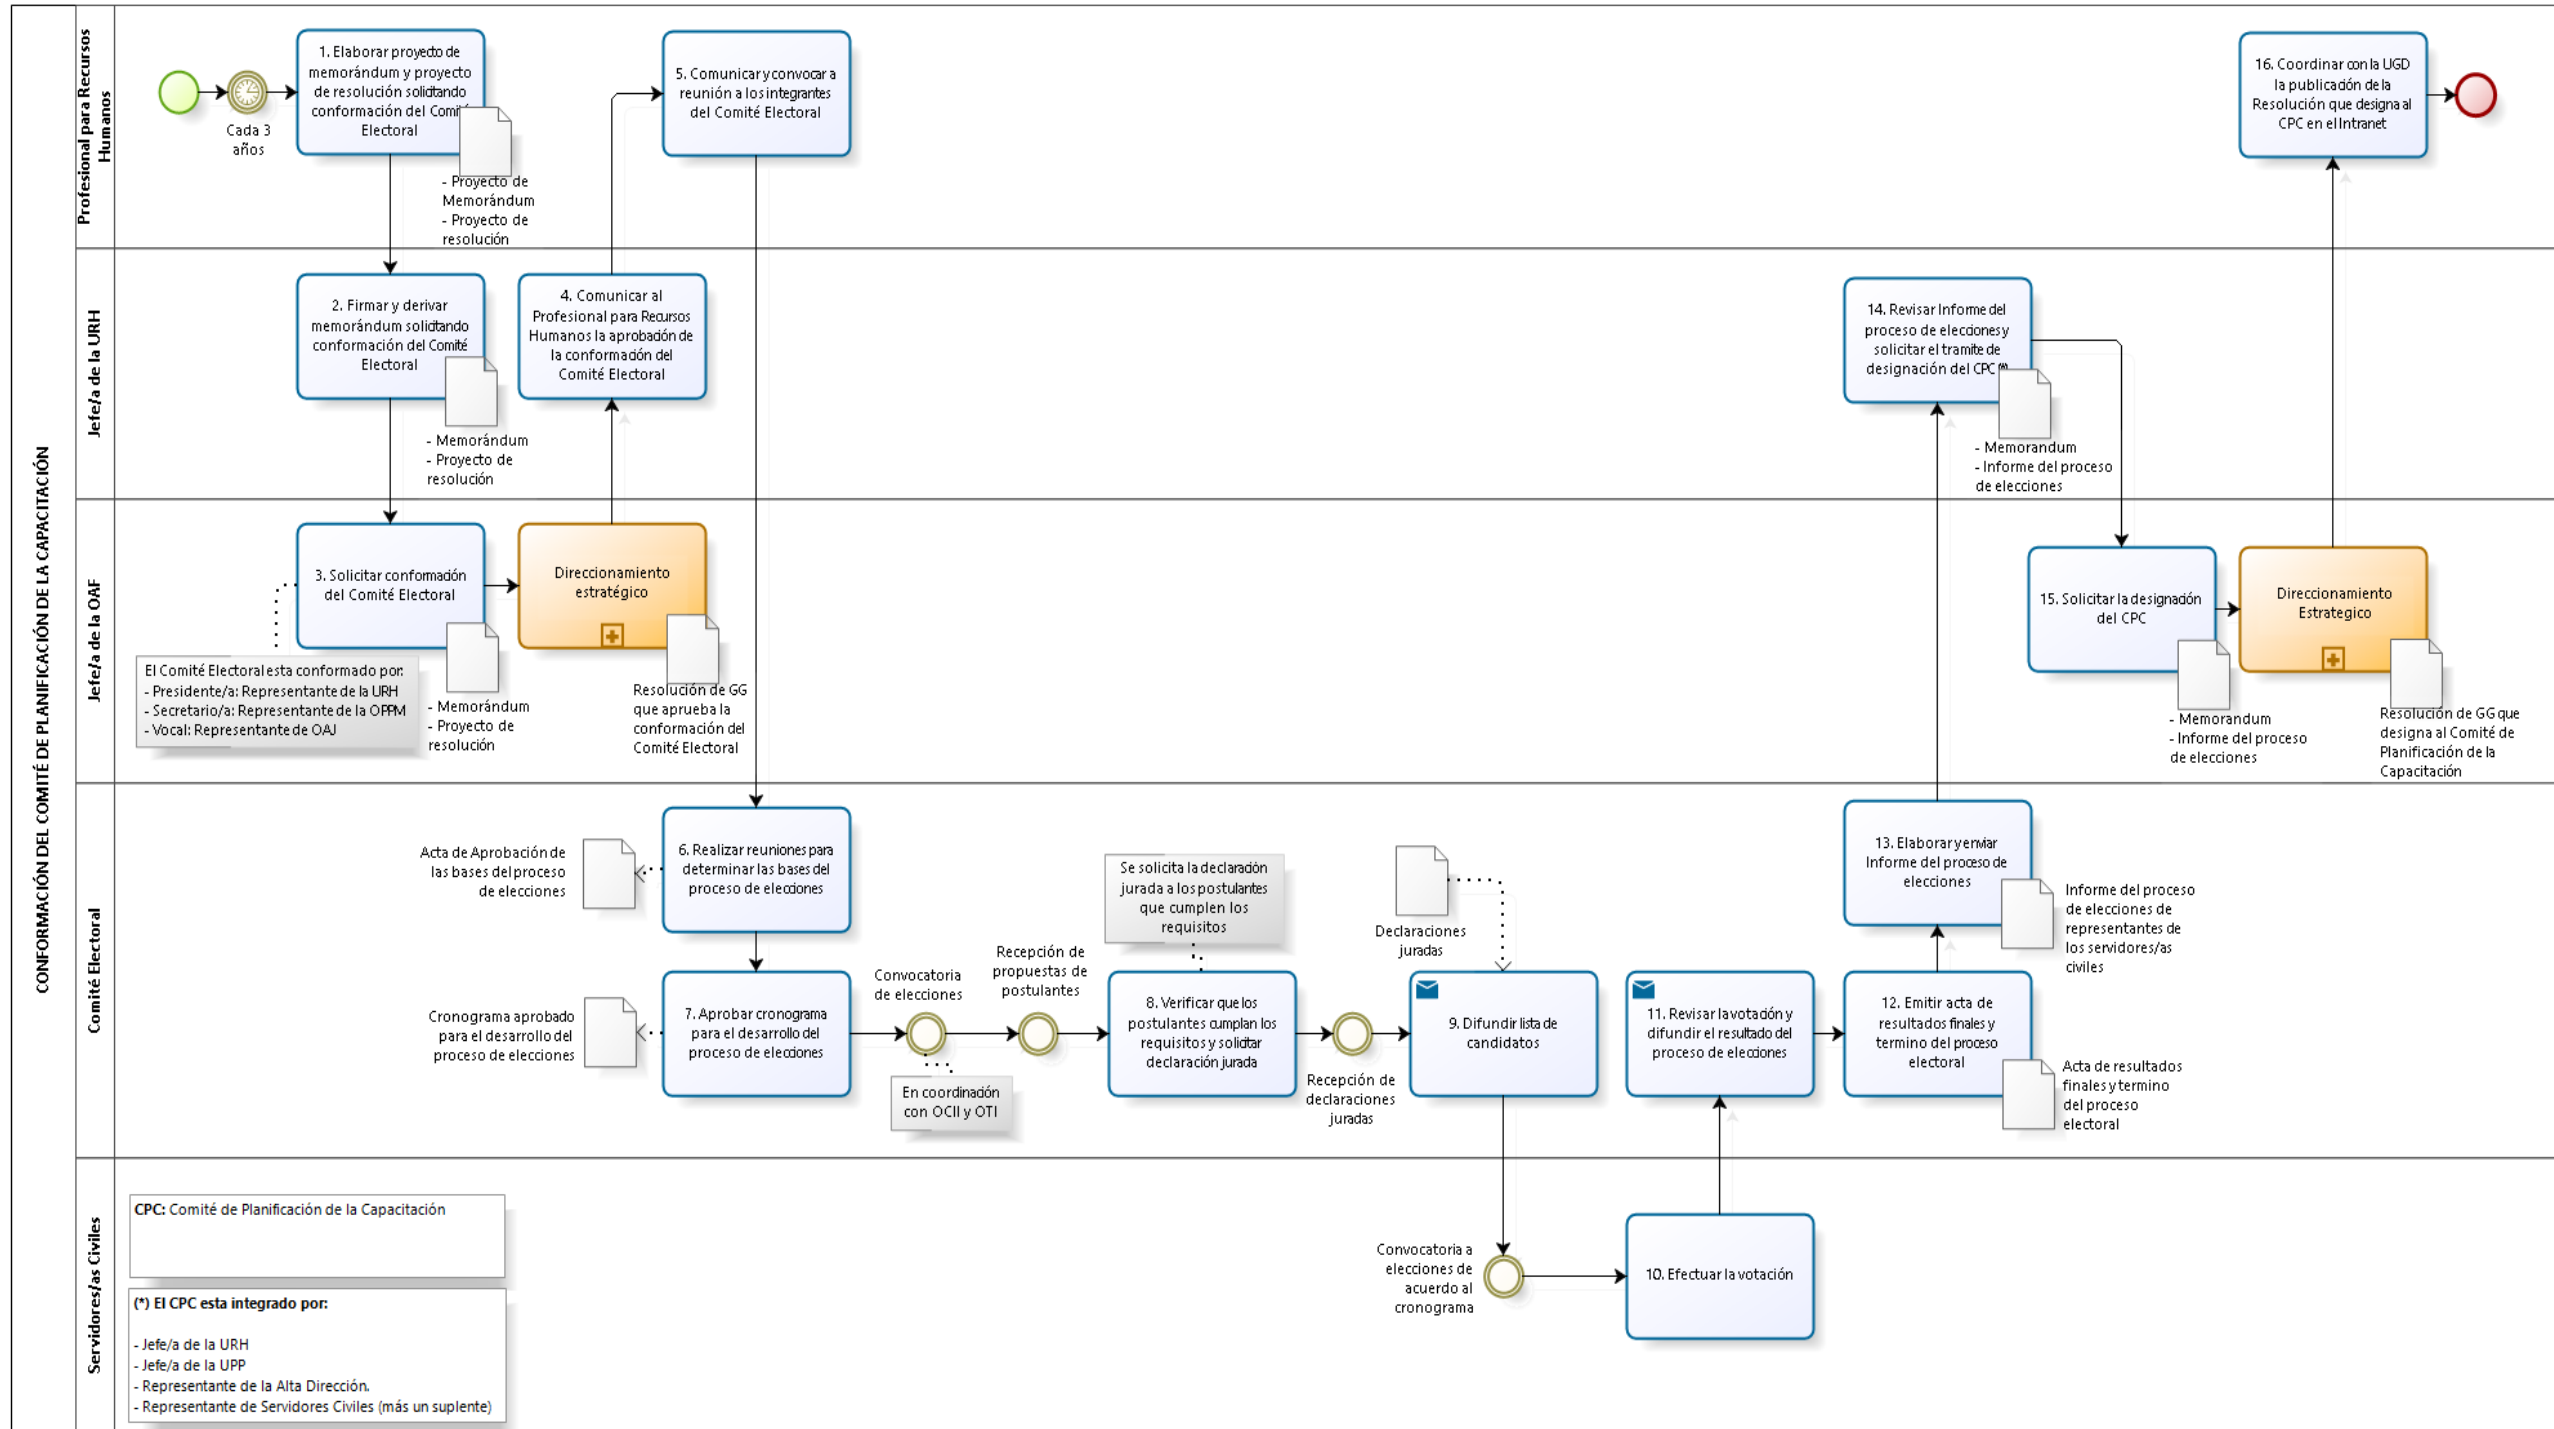 CONFORMACIÓN DEL COMITÉ DE PLANIFICACIÓN DE LA CAPACITACIÓN
Profesional para Recursos
Humanos
Cada 3
años
1. Elaborar proyecto de
memorándum y proyecto
de resolución solicitando
conformación del Comité
Electoral
- Proyecto de
Memorándum
- Proyecto de
resolución
5. Comunicar y convocar a
reunión a los integrantes
del Comité Electoral
16. Coordinar con la UGD
la publicación de la
Resolución que designa al
CPC en el Intranet
Jefe/a de la URH
2. Firmar y derivar
memorándum solicitando
conformación del Comité
Electoral
- Memorándum
- Proyecto de
resolución
4. Comunicar al
Profesional para Recursos
Humanos la aprobación de
la conformación del
Comité Electoral
14. Revisar Informe del
proceso de elecciones y
solicitar el tramite de
designación del CPC (*)
- Memorandum
- Informe del proceso
de elecciones
Jefe/a de la OAF
3. Solicitar conformación
del Comité Electoral
El Comité Electoral esta conformado por:
- Presidente/a: Representante de la URH
- Secretario/a: Representante de la OPPM
- Vocal: Representante de OAJ
- Memorándum
- Proyecto de
resolución
Direccionamiento
estratégico
Resolución de GG
que aprueba la
conformación del
Comité Electoral
15. Solicitar la designación
del CPC
- Memorandum
- Informe del proceso
de elecciones
Direccionamiento
Estrategico
Resolución de GG que
designa al Comité de
Planificación de la
Capacitación
Comité Electoral
Acta de Aprobación de
las bases del proceso
de elecciones
6. Realizar reuniones para
determinar las bases del
proceso de elecciones
Cronograma aprobado
para el desarrollo del
proceso de elecciones
7. Aprobar cronograma
para el desarrollo del
proceso de elecciones
Convocatoria
de elecciones
En coordinación
con OCII y OTI
Recepción de
propuestas de
postulantes
Se solicita la declaración
jurada a los postulantes
que cumplen los
requisitos
8. Verificar que los
postulantes cumplan los
requisitos y solicitar
declaración jurada
Recepción de
declaraciones
juradas
Declaraciones
juradas
9. Difundir lista de
candidatos
11. Revisar la votación y
difundir el resultado del
proceso de elecciones
12. Emitir acta de
resultados finales y
termino del proceso
electoral
Acta de resultados
finales y termino
del proceso
electoral
13. Elaborar y enviar
Informe del proceso de
elecciones
Informe del proceso
de elecciones de
representantes de
los servidores/as
civiles
Servidores/as Civiles
Convocatoria a
elecciones de
acuerdo al
cronograma
10. Efectuar la votación
CPC: Comité de Planificación de la Capacitación
(*) El CPC esta integrado por:
- Jefe/a de la URH
- Jefe/a de la UPP
- Representante de la Alta Dirección.
- Representante de Servidores Civiles (más un suplente)